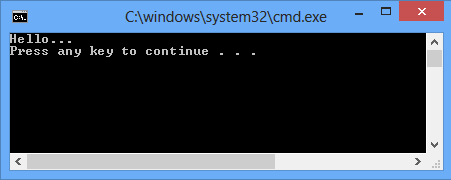 C:\windows\system32\cmd.exe
Hello...
Press any key to continue . . .